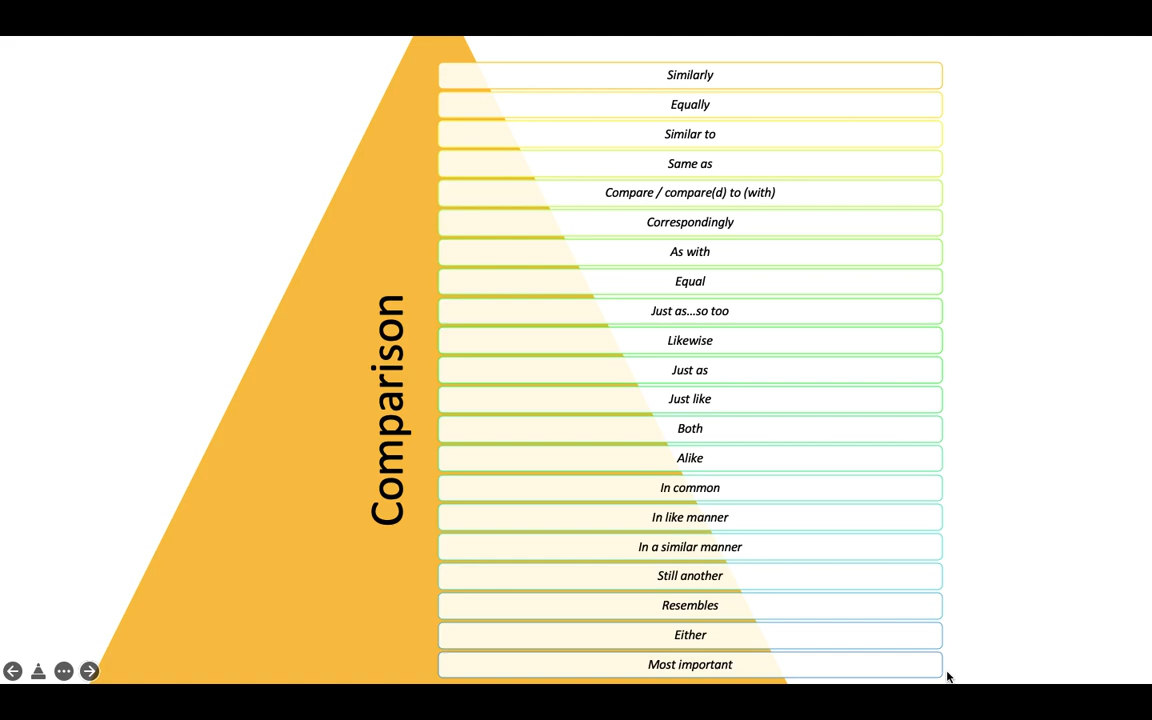 Comparison
Similarly
Equally
Similar to
Same as
Compare / compare(d) to (with)
Correspondingly
As with
Equal
Just as...so too
Likewise
Just as
Just like
Both
Alike
In common
In like manner
In a similar manner
Still another
Resembles
Either
Most important